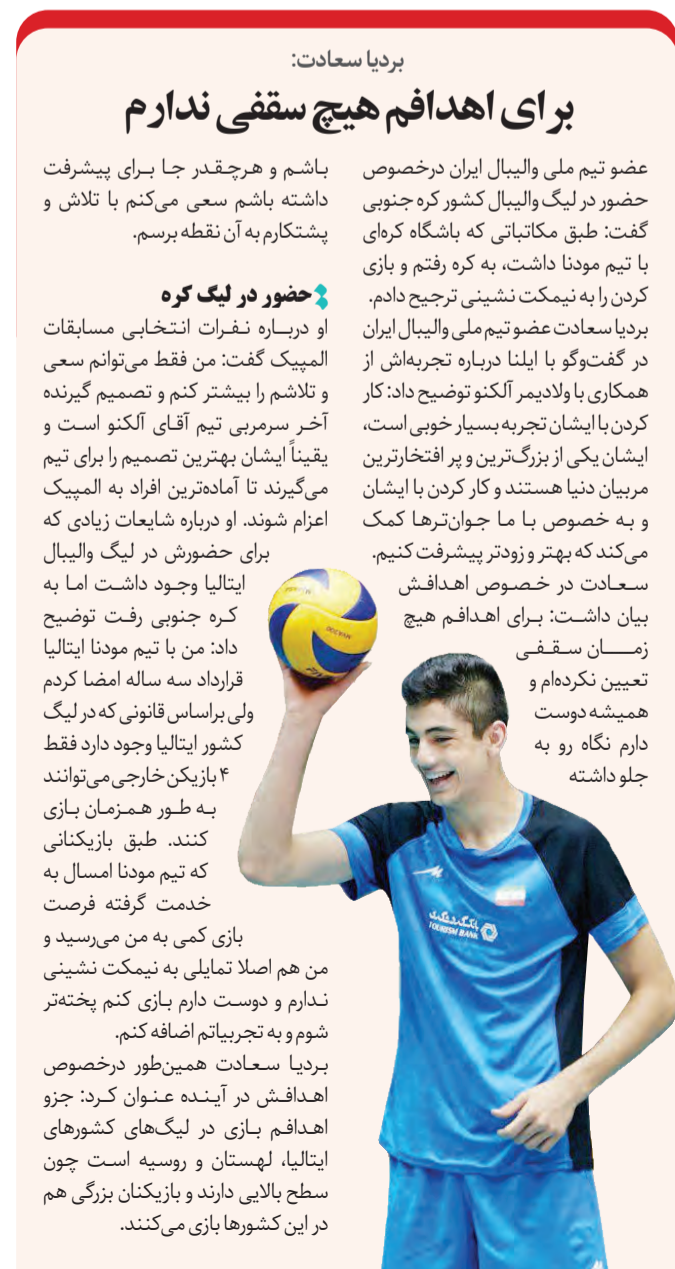 بردیا سعادت:
برای اهدافم هیچ سقفی ندارم
عضو تیم ملی والیبال ایران درخصوص
حضور در لیگ والیبال کشور کره جنوبی
گفت: طبق مکاتباتی که باشگاه کره‌ای
با تیم مودنا داشت، به کره رفتم و بازی
کردن را به نیمکت نشینی ترجیح دادم.
بردیا سعادت عضو تیم ملی والیبال ایران
در گفت‌وگو با ایلنا درباره تجربه‌اش از
همکاری با ولادیمر آلکنو توضیح داد: کار
کردن با ایشان تجربه بسیار خوبی است،
ایشان یکی از بزرگ‌ترین و پر افتخارترین
مربیان دنیا هستند و کار کردن با ایشان
و به خصوص با ما جوان‌ترها کمک
می‌کند که بهتر و زودتر پیشرفت کنیم.
سعادت در خصوص اهدافش
بیان داشت: برای اهدافم هیچ
زمان سقفی
تعیین نکرده‌ام و
همیشه دوست
دارم نگاه رو به
جلو داشته
باشم و هرچقدر جا برای پیشرفت
داشته باشم سعی می‌کنم با تلاش و
پشتکارم به آن نقطه برسم.
حضور در لیگ کره
او درباره نفرات انتخابی مسابقات
المپیک گفت: من فقط می‌توانم سعی
و تلاشم را بیشتر کنم و تصمیم گیرنده
آخر سرمربی تیم آقای آلکنو است و
یقیناً ایشان بهترین تصمیم را برای تیم
می‌گیرند تا آماده‌ترین افراد به المپیک
اعزام شوند. او درباره شایعات زیادی که
برای حضورش در لیگ والیبال
ایتالیا وجود داشت اما به
کره جنوبی رفت توضیح
داد: من با تیم مودنا ایتالیا
قرارداد سه ساله امضا کردم
ولی براساس قانونی که در لیگ
کشور ایتالیا وجود دارد فقط
۴ بازیکن خارجی می‌توانند
به طور همزمان بازی
کنند. طبق بازیکنانی
که تیم مودنا امسال به
خدمت گرفته فرصت
بازی کمی به من می‌رسید و
من هم اصلا تمایلی به نیمکت نشینی
ندارم و دوست دارم بازی کنم پخته‌تر
شوم و به تجربیاتم اضافه کنم.
بردیا سعادت همین‌طور درخصوص
اهدافش در آینده عنوان کرد: جزو
اهدافم بازی در لیگ‌های کشورهای
ایتالیا، لهستان و روسیه است چون
سطح بالایی دارند و بازیکنان بزرگی هم
در این کشورها بازی می‌کنند.
بانک گردشگری
TOURISM BANK